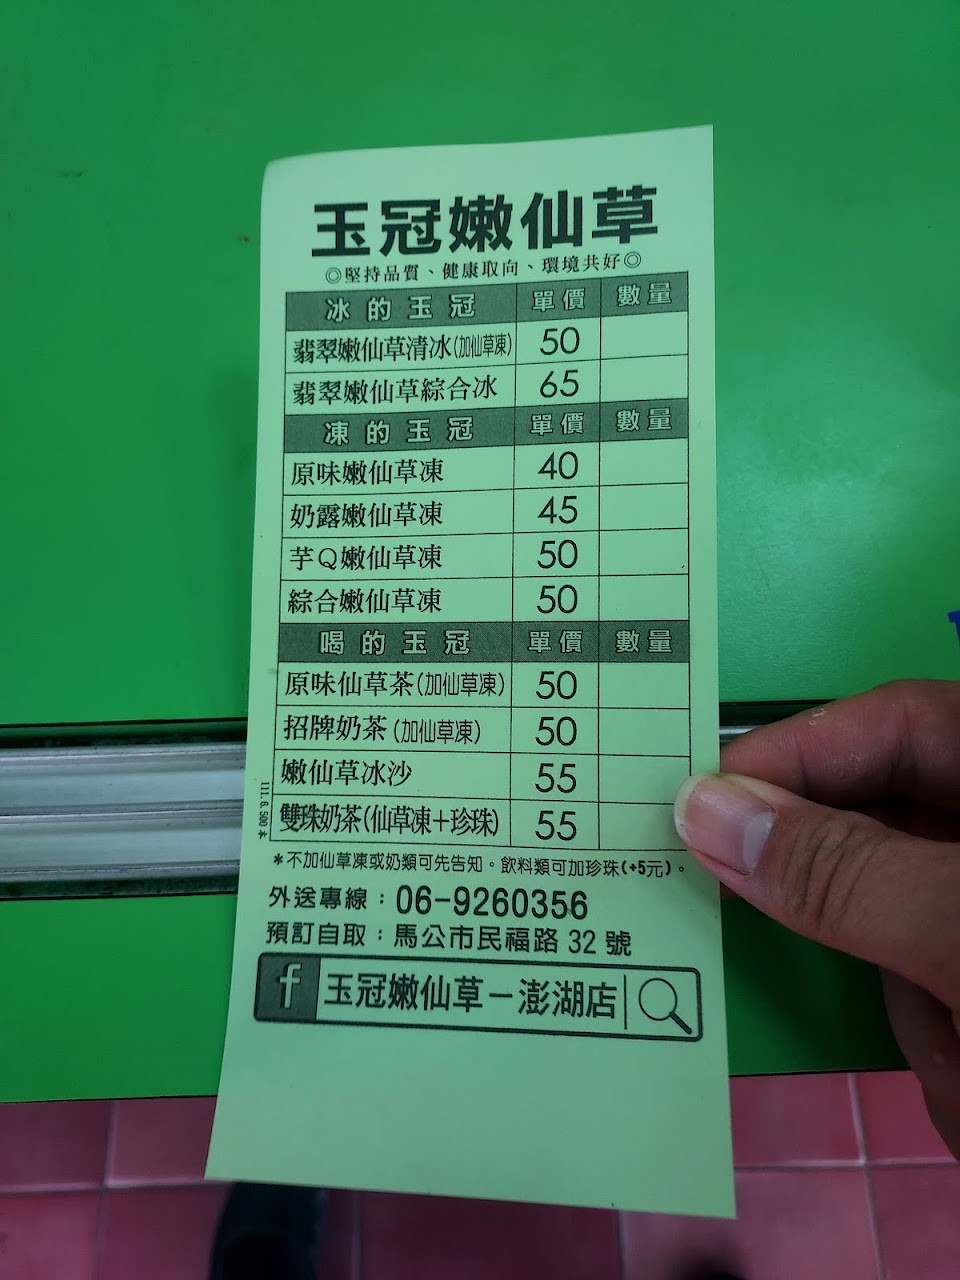 玉冠嫩仙草
◎堅持品質、健康取向、環境共好◎
冰的玉冠 單價 數量
翡翠嫩仙草清冰(加仙草凍) 50
翡翠嫩仙草綜合冰 65
凍的玉冠 單價 數量
原味嫩仙草凍 40
奶露嫩仙草凍 45
芋Q嫩仙草凍 50
綜合嫩仙草凍 50
喝的玉冠 單價 數量
原味仙草茶(加仙草凍) 50
招牌奶茶(加仙草凍) 50
嫩仙草冰沙 55
雙珠奶茶(仙草凍+珍珠) 55
111.6.500本
*不加仙草凍或奶類可先告知。飲料類可加珍珠(+5元)。
外送專線：06-9260356
預訂自取：馬公市民福路 32 號
f 玉冠嫩仙草－澎湖店